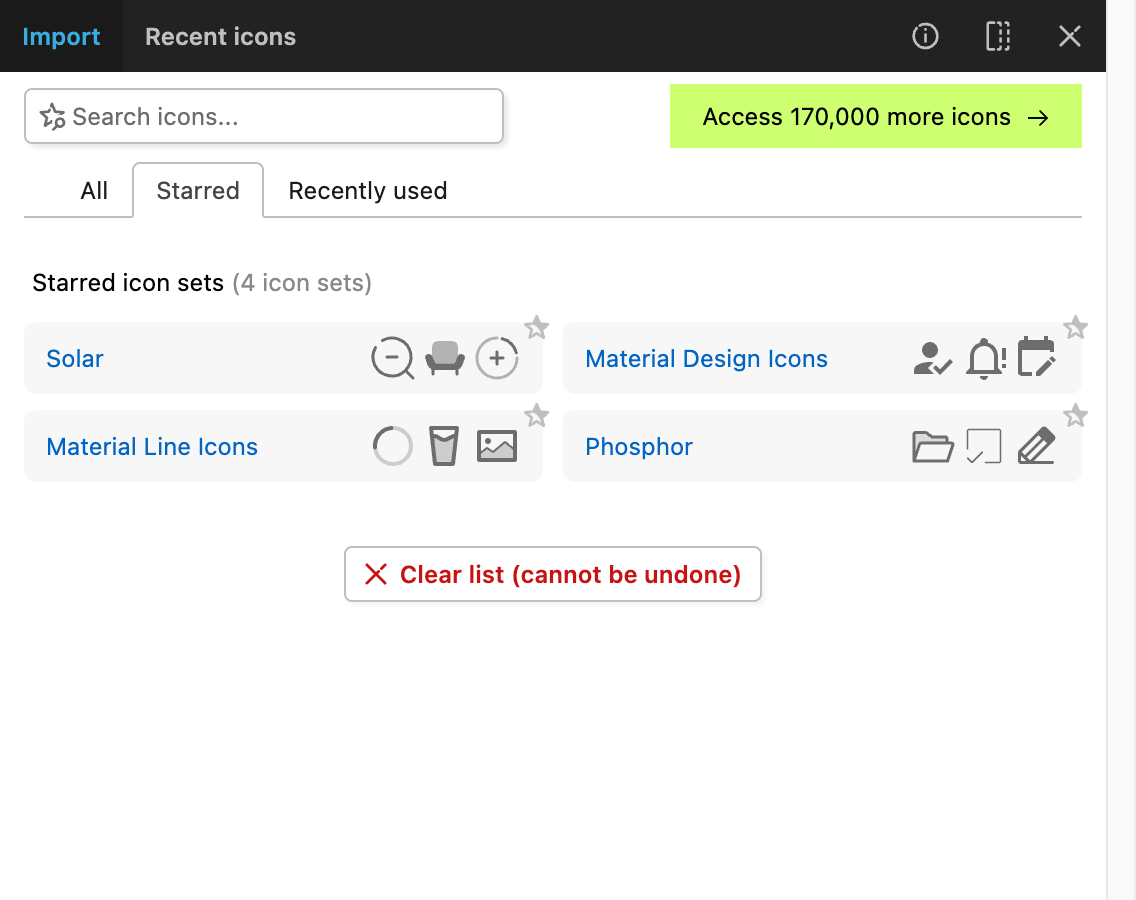 Import
Recent icons
Search icons...
Access 170,000 more icons →
All
Starred
Recently used
Starred icon sets (4 icon sets)
Solar
Material Design Icons
Material Line Icons
Phosphor
Clear list (cannot be undone)